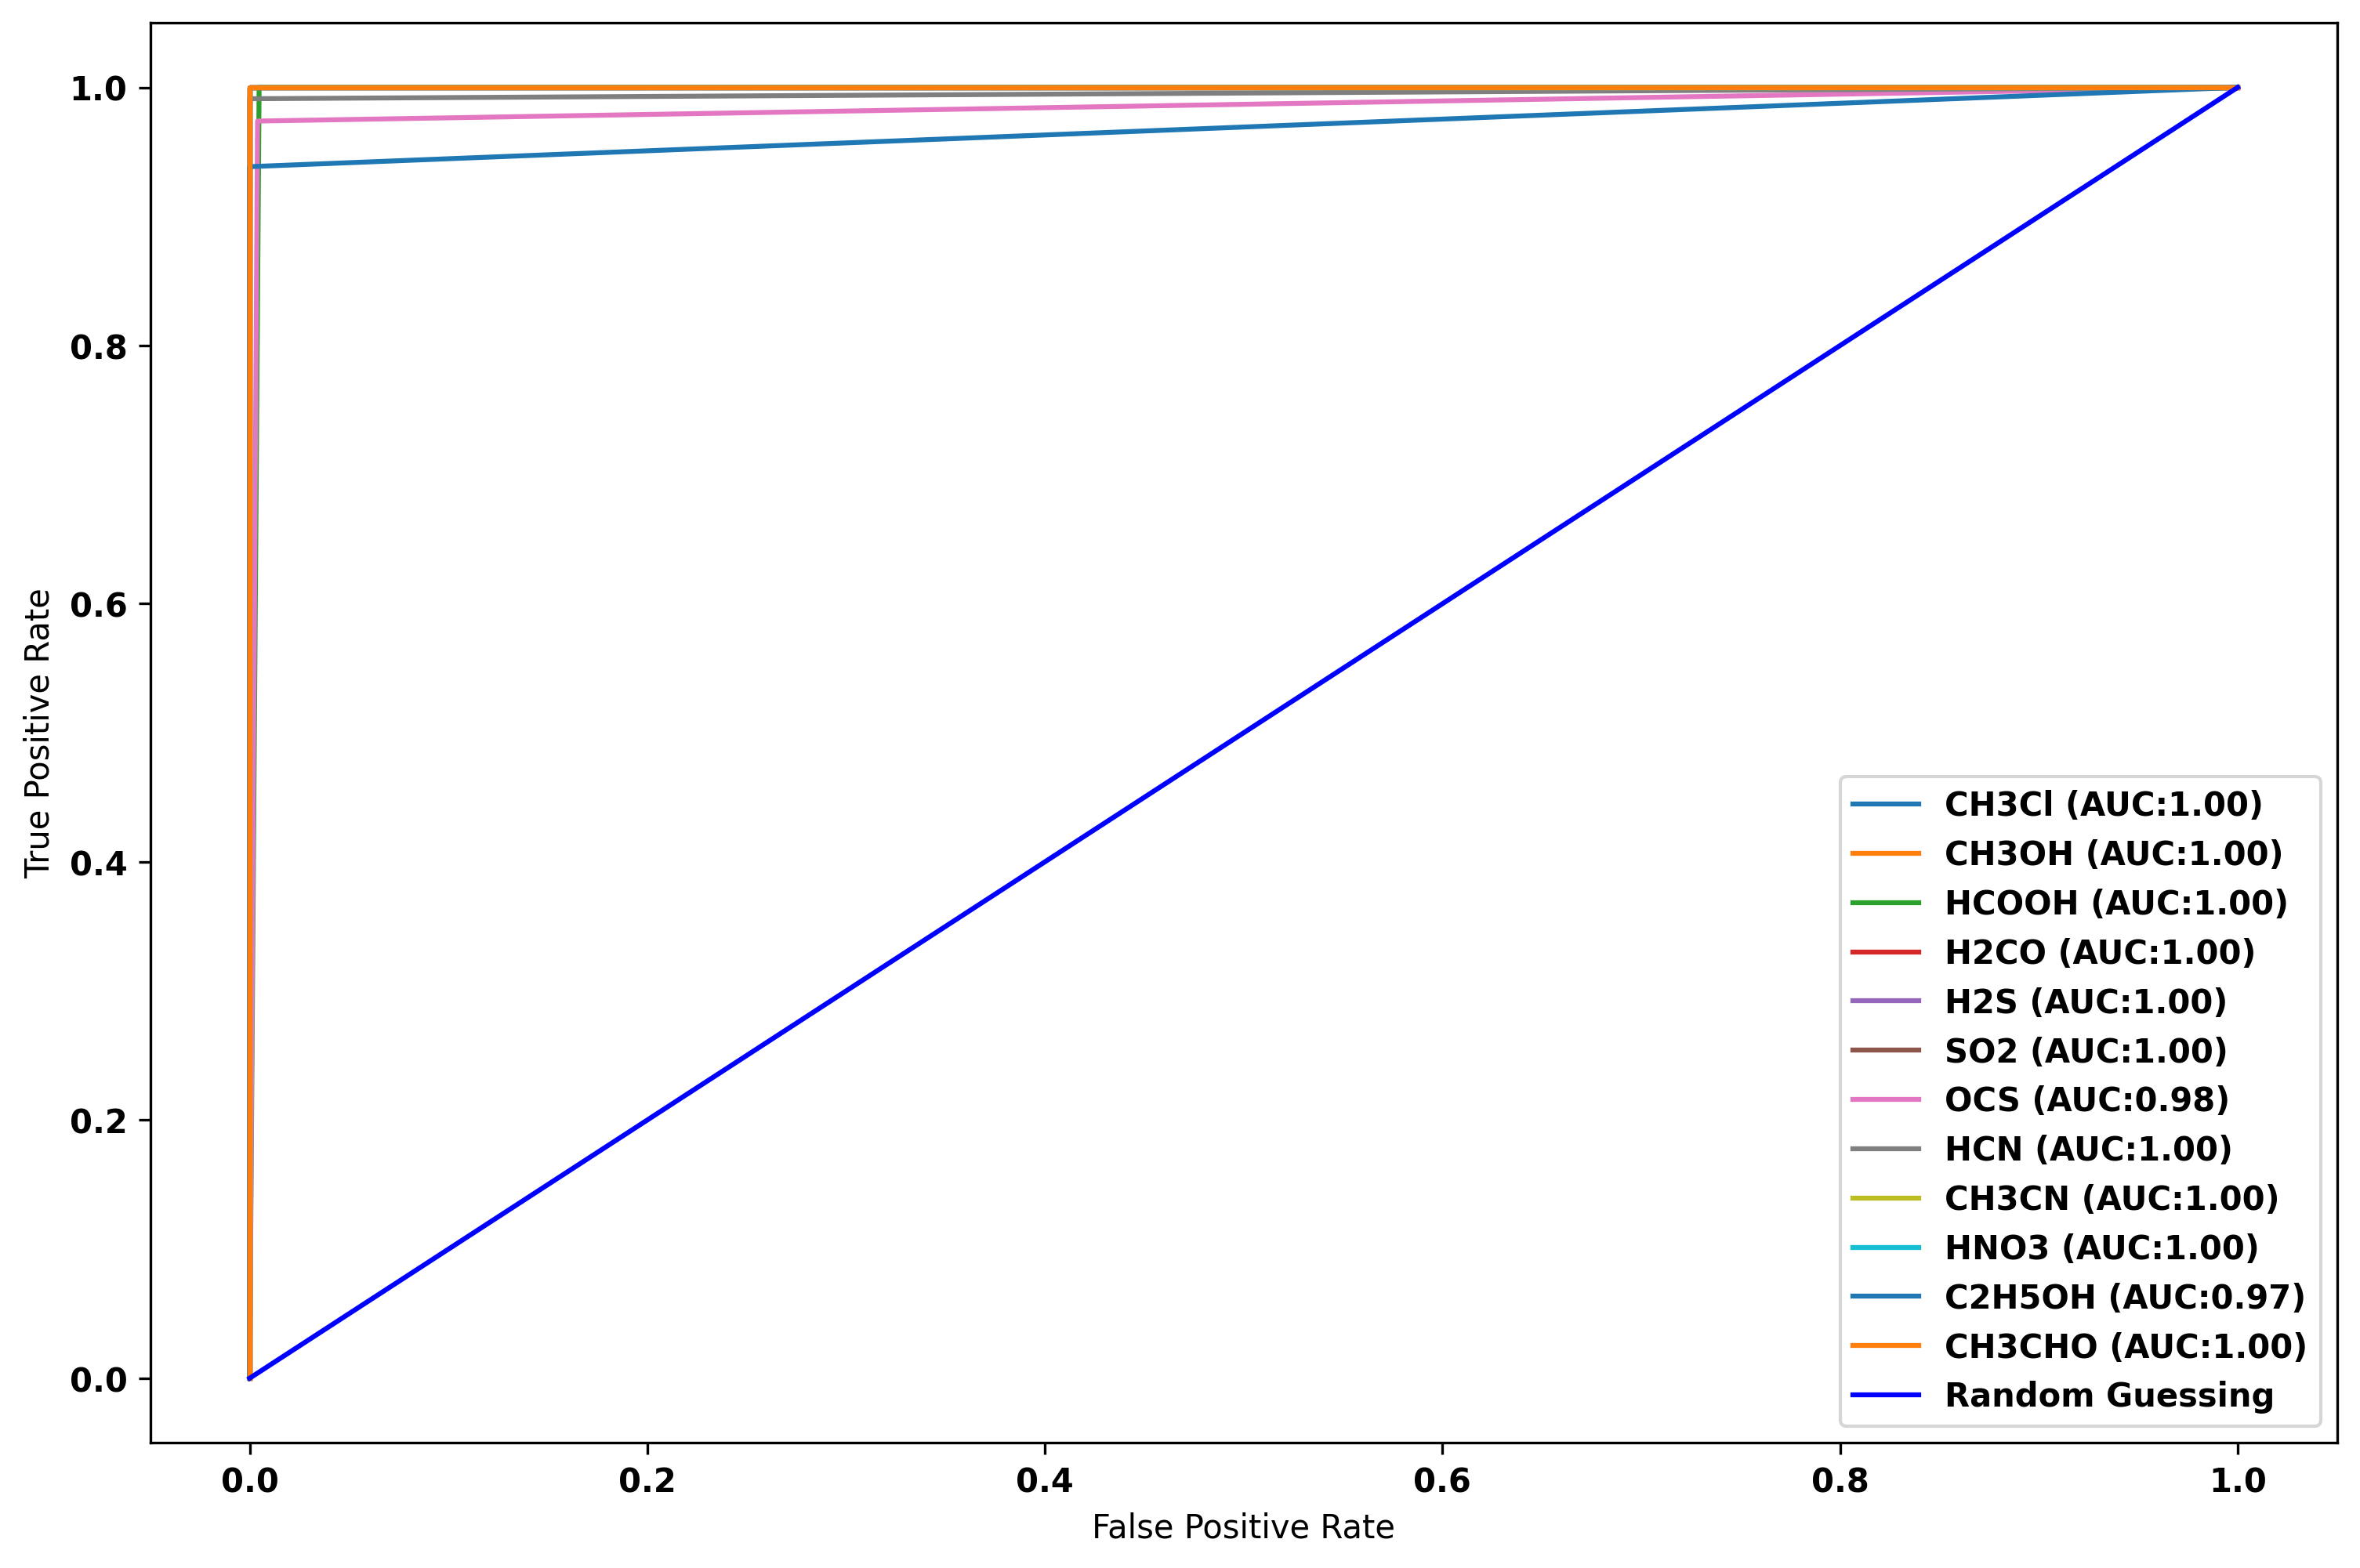 1.0
0.8
0.6
0.4
0.2
0.0
True Positive Rate
CH3Cl (AUC:1.00)
CH3OH (AUC:1.00)
HCOOH (AUC:1.00)
H2CO (AUC:1.00)
H2S (AUC:1.00)
SO2 (AUC:1.00)
OCS (AUC:0.98)
HCN (AUC:1.00)
CH3CN (AUC:1.00)
HNO3 (AUC:1.00)
C2H5OH (AUC:0.97)
CH3CHO (AUC:1.00)
Random Guessing
0.0 0.2 0.4 0.6 0.8 1.0
False Positive Rate